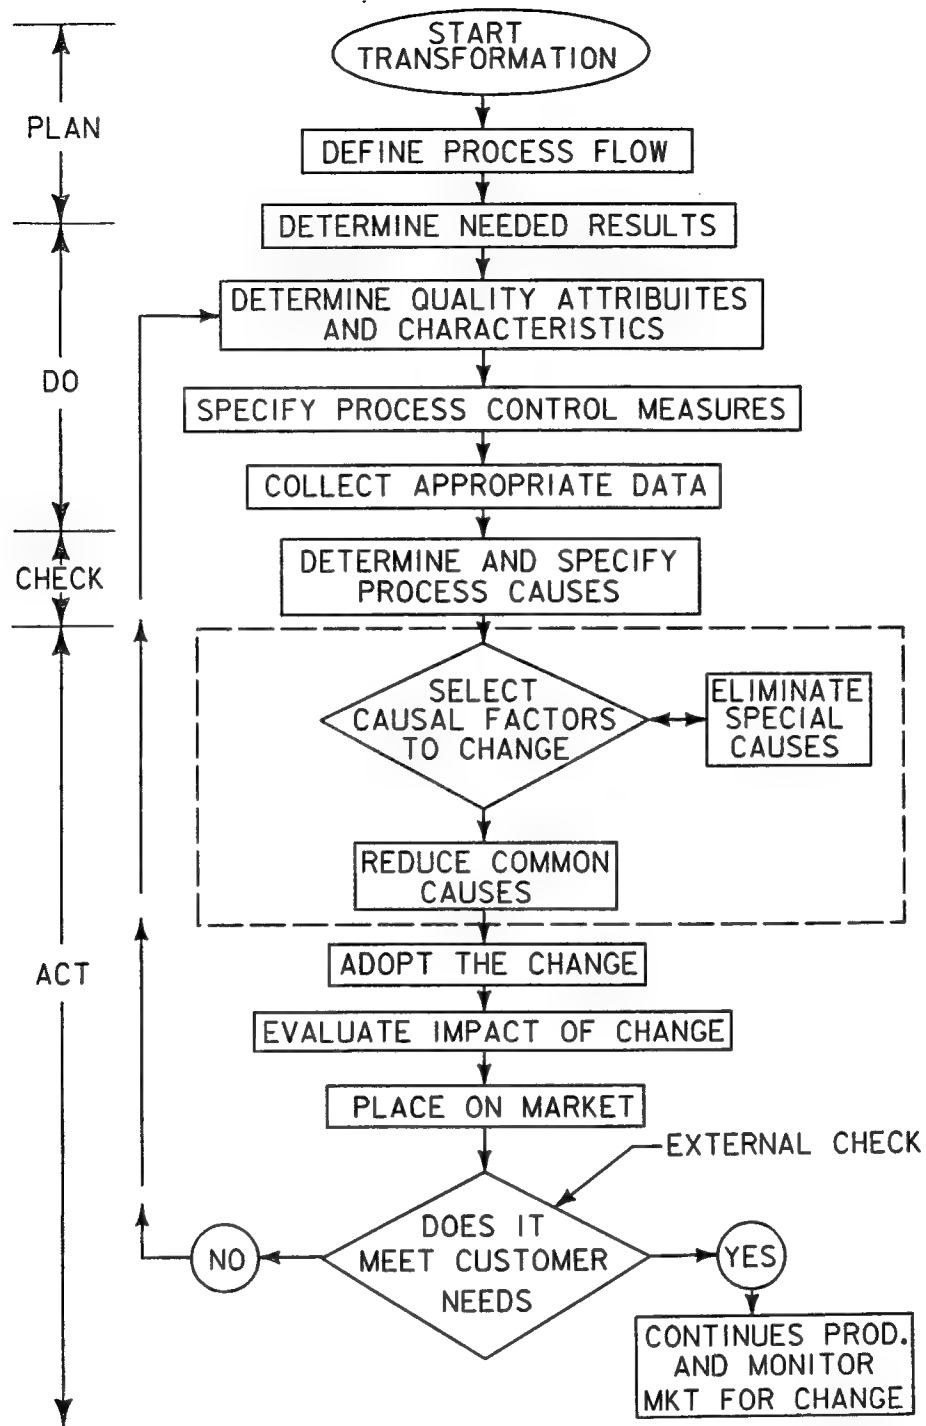 START
TRANSFORMATION
PLAN
DEFINE PROCESS FLOW
DETERMINE NEEDED RESULTS
DETERMINE QUALITY ATTRIBUITES
AND CHARACTERISTICS
DO
SPECIFY PROCESS CONTROL MEASURES
COLLECT APPROPRIATE DATA
CHECK
DETERMINE AND SPECIFY
PROCESS CAUSES
SELECT
CAUSAL FACTORS
TO CHANGE
ELIMINATE
SPECIAL
CAUSES
REDUCE COMMON
CAUSES
ACT
ADOPT THE CHANGE
EVALUATE IMPACT OF CHANGE
PLACE ON MARKET
EXTERNAL CHECK
DOES IT
MEET CUSTOMER
NEEDS
NO
YES
CONTINUES PROD.
AND MONITOR
MKT FOR CHANGE